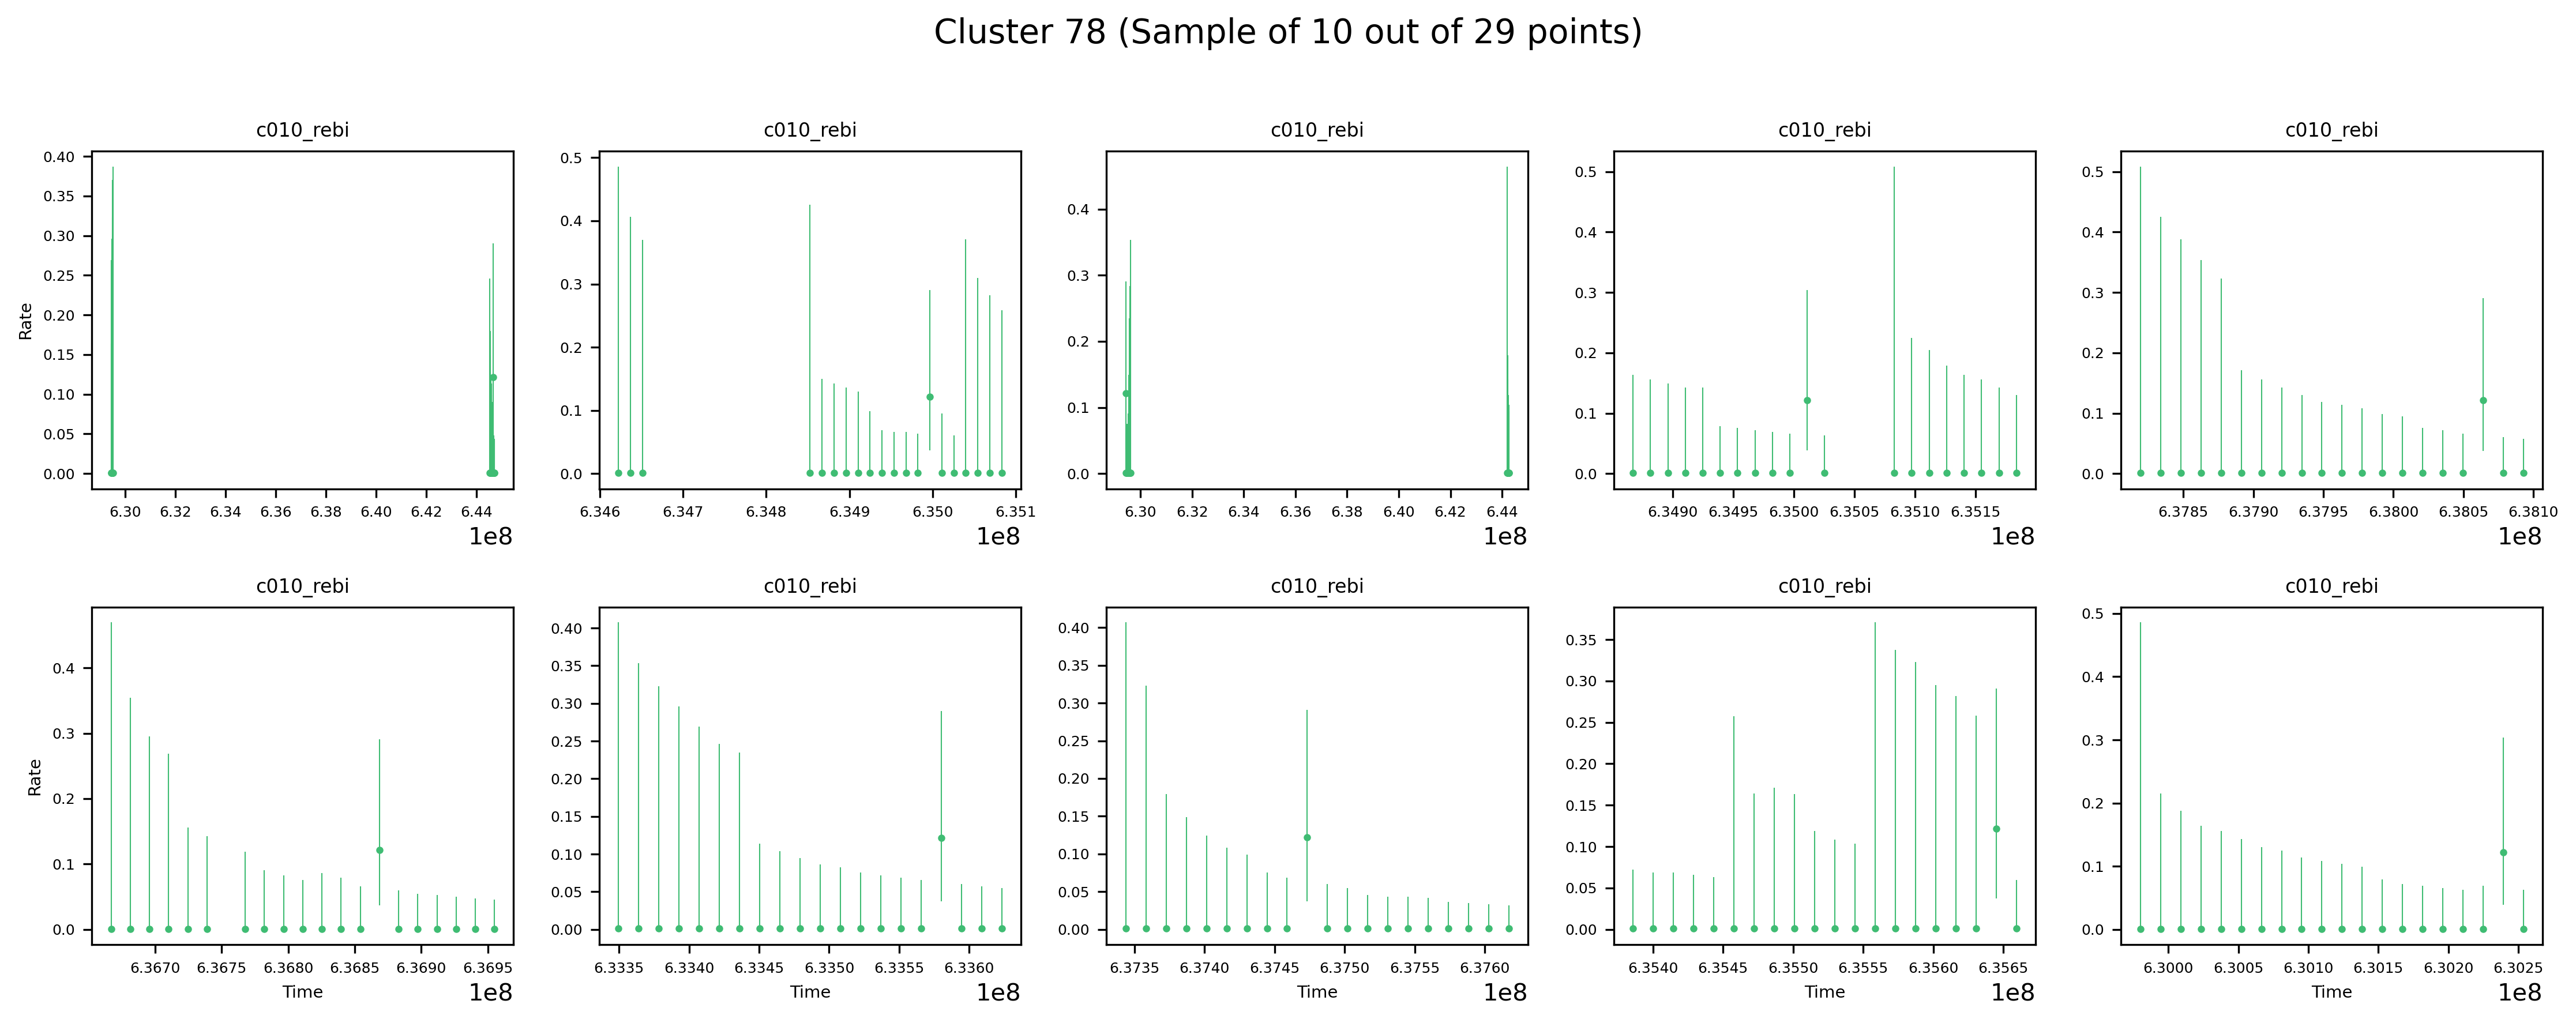 Cluster 78 (Sample of 10 out of 29 points)
c010_rebi c010_rebi c010_rebi c010_rebi c010_rebi
Rate
0.40 0.35 0.30 0.25 0.20 0.15 0.10 0.05 0.00
6.30 6.32 6.34 6.36 6.38 6.40 6.42 6.44
1e8
0.5 0.4 0.3 0.2 0.1 0.0
6.346 6.347 6.348 6.349 6.350 6.351
1e8
0.4 0.3 0.2 0.1 0.0
6.30 6.32 6.34 6.36 6.38 6.40 6.42 6.44
1e8
0.5 0.4 0.3 0.2 0.1 0.0
6.3490 6.3495 6.3500 6.3505 6.3510 6.3515
1e8
0.5 0.4 0.3 0.2 0.1 0.0
6.3785 6.3790 6.3795 6.3800 6.3805 6.3810
1e8
c010_rebi c010_rebi c010_rebi c010_rebi c010_rebi
Rate
0.4 0.3 0.2 0.1 0.0
6.3670 6.3675 6.3680 6.3685 6.3690 6.3695
Time
1e8
0.40 0.35 0.30 0.25 0.20 0.15 0.10 0.05 0.00
6.3335 6.3340 6.3345 6.3350 6.3355 6.3360
Time
1e8
0.40 0.35 0.30 0.25 0.20 0.15 0.10 0.05 0.00
6.3735 6.3740 6.3745 6.3750 6.3755 6.3760
Time
1e8
0.35 0.30 0.25 0.20 0.15 0.10 0.05 0.00
6.3540 6.3545 6.3550 6.3555 6.3560 6.3565
Time
1e8
0.5 0.4 0.3 0.2 0.1 0.0
6.3000 6.3005 6.3010 6.3015 6.3020 6.3025
Time
1e8